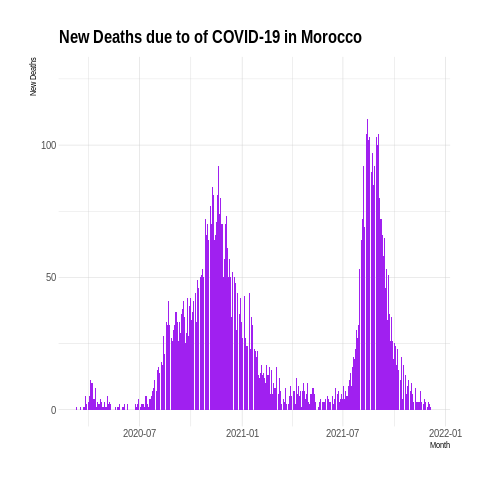 New Deaths due to of COVID-19 in Morocco
New Deaths
100
50
0
2020-07 2021-01 2021-07 2022-01
Month